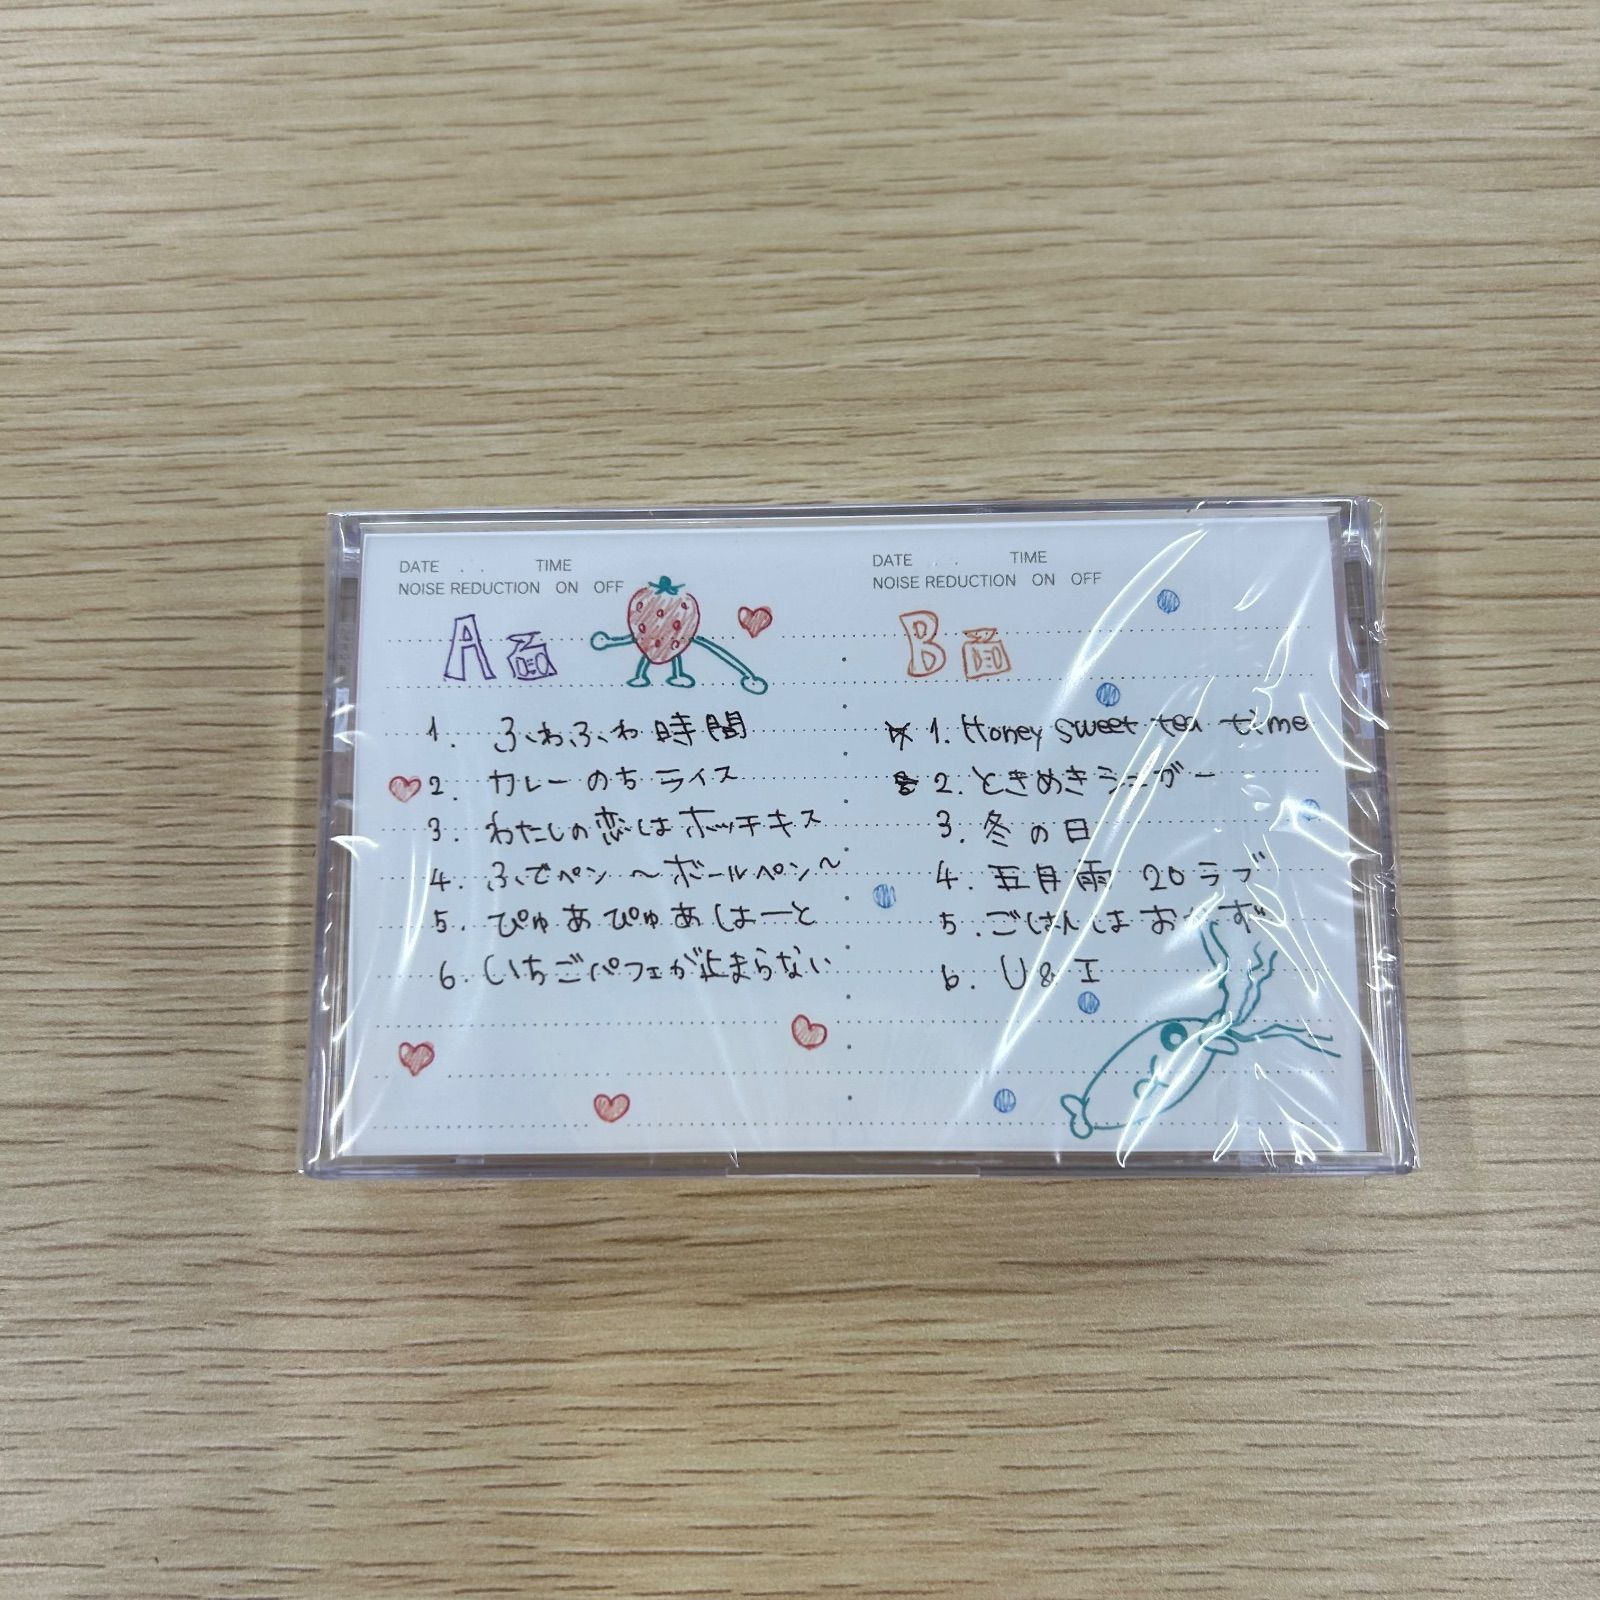 DATE . . TIME
NOISE REDUCTION ON OFF
A面
1. ふわふわ時間
2. カレーのちライス
3. わたしの恋はホッチキス
4. ふでペン 〜ボールペン〜
5. ぴゅあぴゅあはーと
6. いちごパフェが止まらない
DATE . . TIME
NOISE REDUCTION ON OFF
B面
1. Honey sweet tea time
2. ときめきシュガー
3. 冬の日
4. 五月雨 20ラブ
5. ごはんはおかず
6. U&I